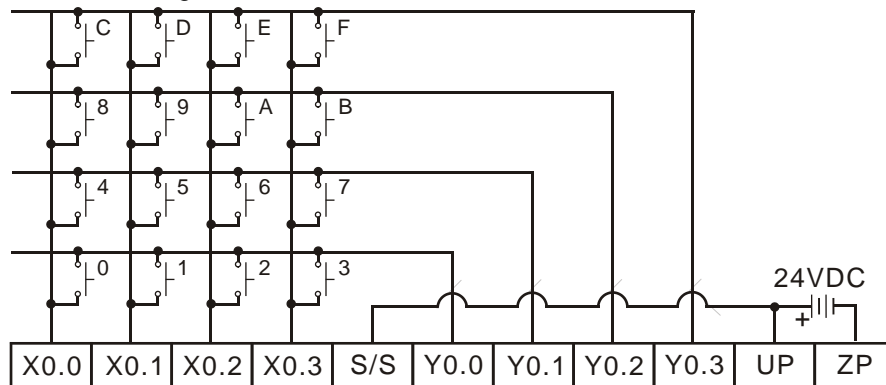 C D E F
8 9 A B
4 5 6 7
0 1 2 3
24VDC
+
X0.0 X0.1 X0.2 X0.3 S/S Y0.0 Y0.1 Y0.2 Y0.3 UP ZP